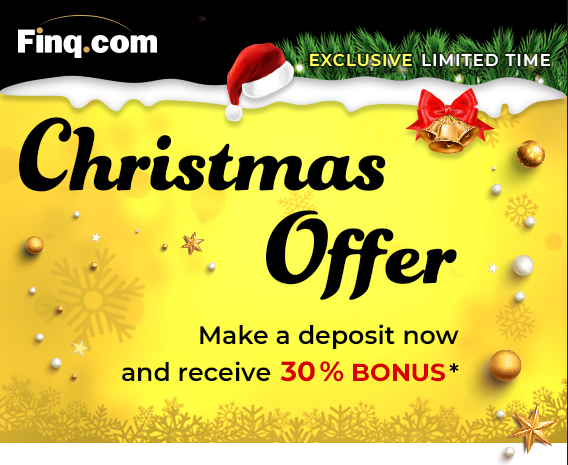 Finq.com
EXCLUSIVE LIMITED TIME
Christmas
Offer
Make a deposit now
and receive 30% BONUS*